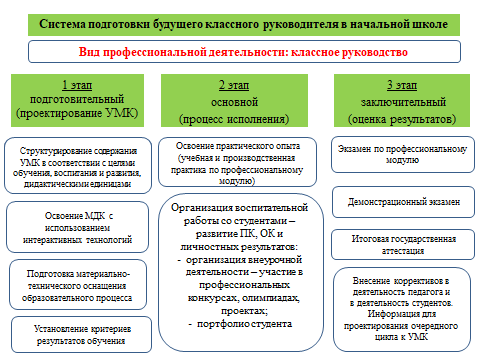 Система подготовки будущего классного руководителя в начальной школе
Вид профессиональной деятельности: классное руководство
1 этап
подготовительный
(проектирование УМК)
Структурирование содержания
УМК в соответствии с целями
обучения, воспитания и развития,
дидактическими единицами
Освоение МДК с
использованием
интерактивных технологий
Подготовка материально-
технического оснащения
образовательного процесса
Установление критериев
результатов обучения
2 этап
основной
(процесс исполнения)
Освоение практического опыта
(учебная и производственная
практика по профессиональному
модулю)
Организация воспитательной
работы со студентами –
развитие ПК, ОК и
личностных результатов:
- организация внеурочной
деятельности – участие в
профессиональных
конкурсах, олимпиадах,
проектах;
- портфолио студента
3 этап
заключительный
(оценка результатов)
Экзамен по профессиональному
модулю
Демонстрационный экзамен
Итоговая государственная
аттестация
Внесение коррективов в
деятельность педагога и
в деятельность студентов.
Информация для
проектирования очередного
цикла к УМК